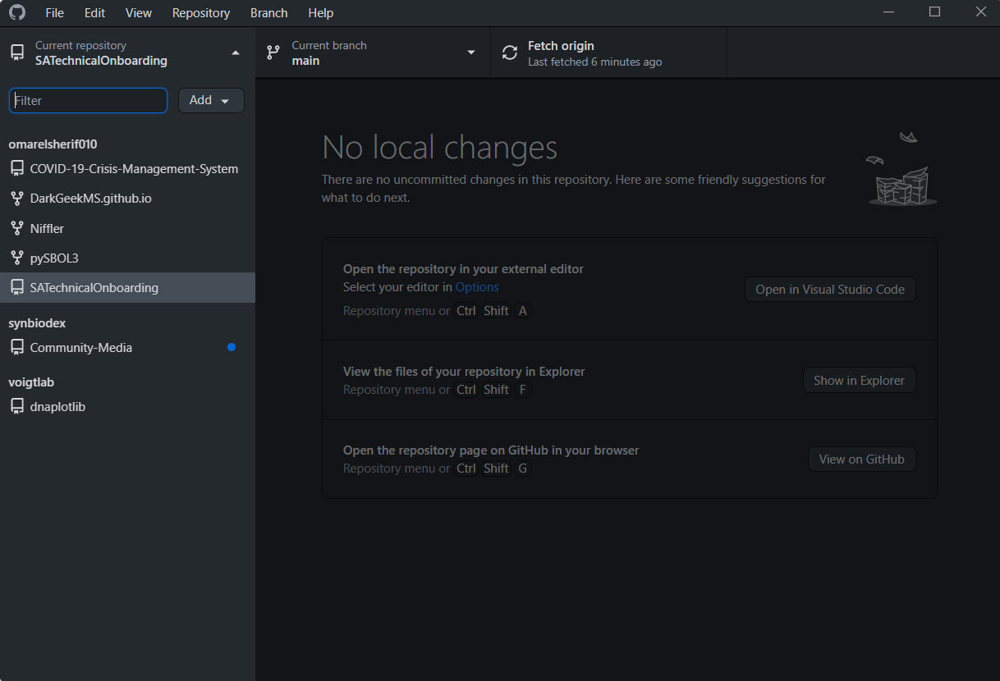 File Edit View Repository Branch Help
Current repository
SATechnicalOnboarding
Current branch
main
Fetch origin
Last fetched 6 minutes ago
Filter
Add
omarelsherif010
COVID-19-Crisis-Management-System
DarkGeekMS.github.io
Niffler
pySBOL3
SATechnicalOnboarding
synbiodex
Community-Media
voigtlab
dnaplotlib
No local changes
There are no uncommitted changes in this repository. Here are some friendly suggestions for
what to do next.
Open the repository in your external editor
Select your editor in Options
Repository menu or Ctrl Shift A
Open in Visual Studio Code
View the files of your repository in Explorer
Repository menu or Ctrl Shift F
Show in Explorer
Open the repository page on GitHub in your browser
Repository menu or Ctrl Shift G
View on GitHub